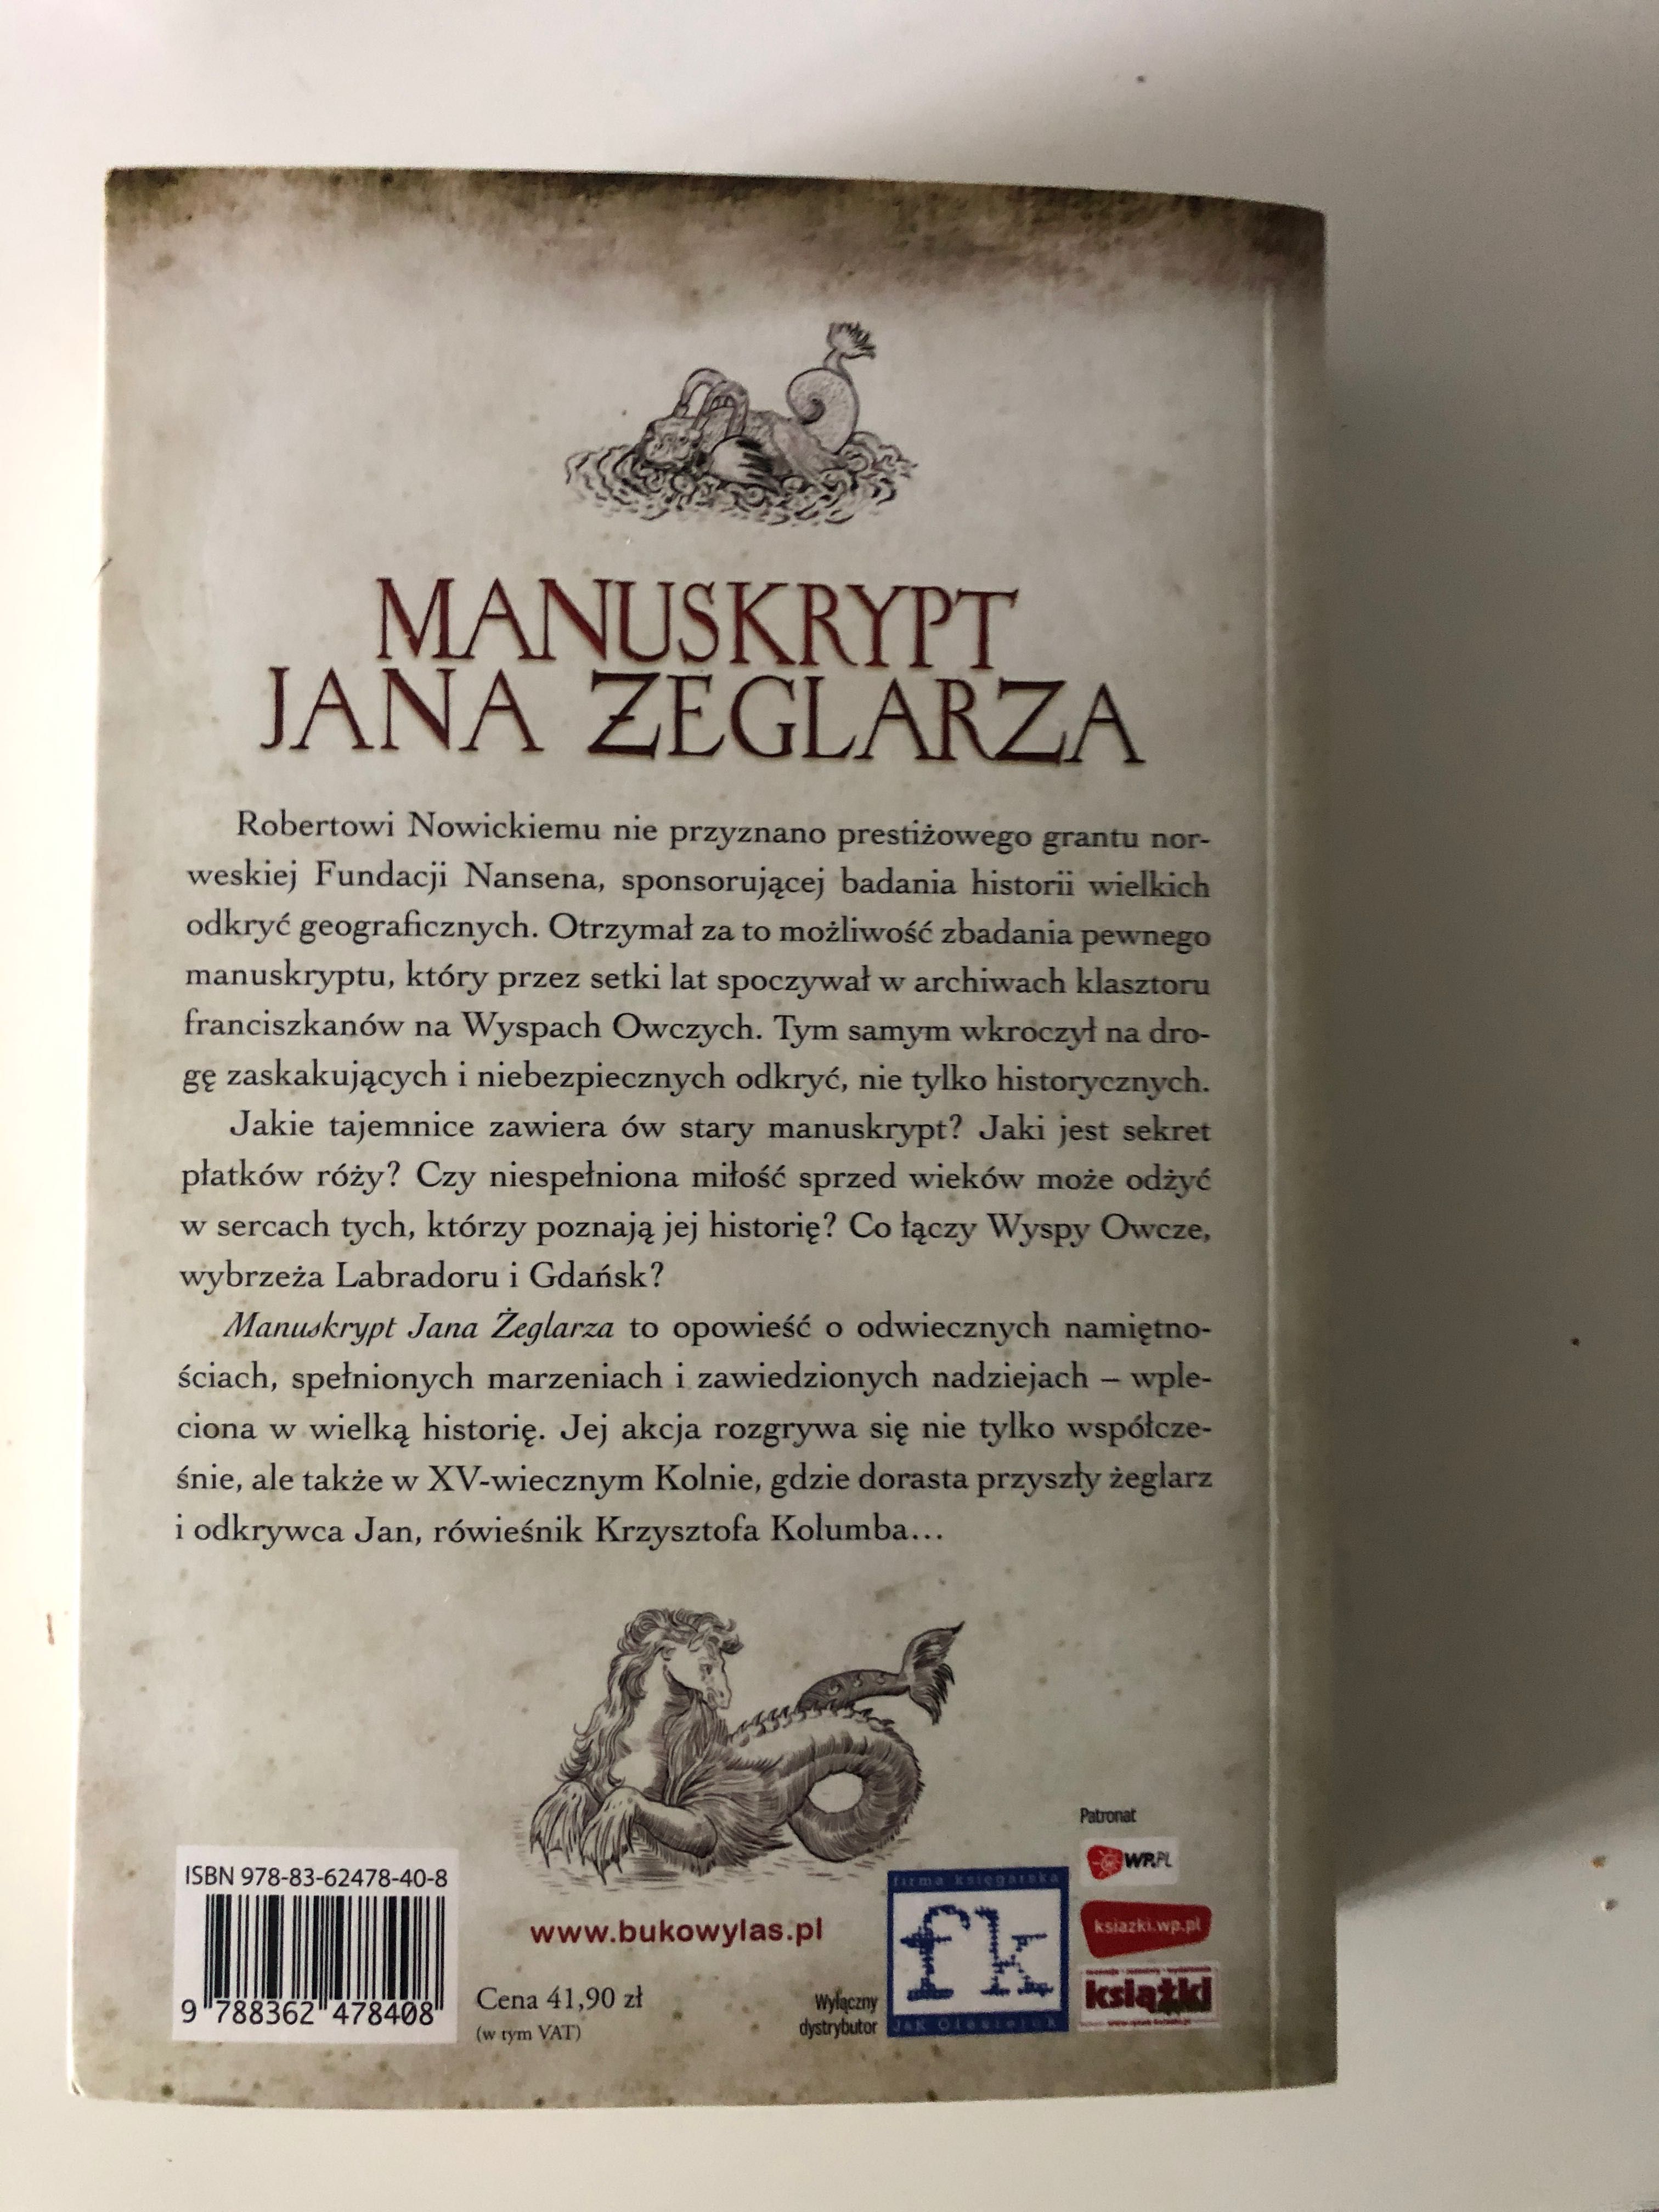 MANUSKRYPT
JANA ŻEGLARZA
Robertowi Nowickiemu nie przyznano prestiżowego grantu nor-
weskiej Fundacji Nansena, sponsorującej badania historii wielkich
odkryć geograficznych. Otrzymał za to możliwość zbadania pewnego
manuskryptu, który przez setki lat spoczywał w archiwach klasztoru
franciszkanów na Wyspach Owczych. Tym samym wkroczył na dro-
gę zaskakujących i niebezpiecznych odkryć, nie tylko historycznych.
Jakie tajemnice zawiera ów stary manuskrypt? Jaki jest sekret
płatków róży? Czy niespełniona miłość sprzed wieków może odżyć
w sercach tych, którzy poznają jej historię? Co łączy Wyspy Owcze,
wybrzeża Labradoru i Gdańsk?
Manuskrypt Jana Żeglarza to opowieść o odwiecznych namiętno-
ściach, spełnionych marzeniach i zawiedzionych nadziejach – wple-
ciona w wielką historię. Jej akcja rozgrywa się nie tylko współcze-
śnie, ale także w XV-wiecznym Kolnie, gdzie dorasta przyszły żeglarz
i odkrywca Jan, rówieśnik Krzysztofa Kolumba...
ISBN 978-83-62478-40-8
9 788362 478408
www.bukowylas.pl
Cena 41,90 zł
(w tym VAT)
Wyłączny
dystrybutor
firma księgarska
fk
J&K Olesiejuk
Patronat
WP.PL
ksiazki.wp.pl
książki